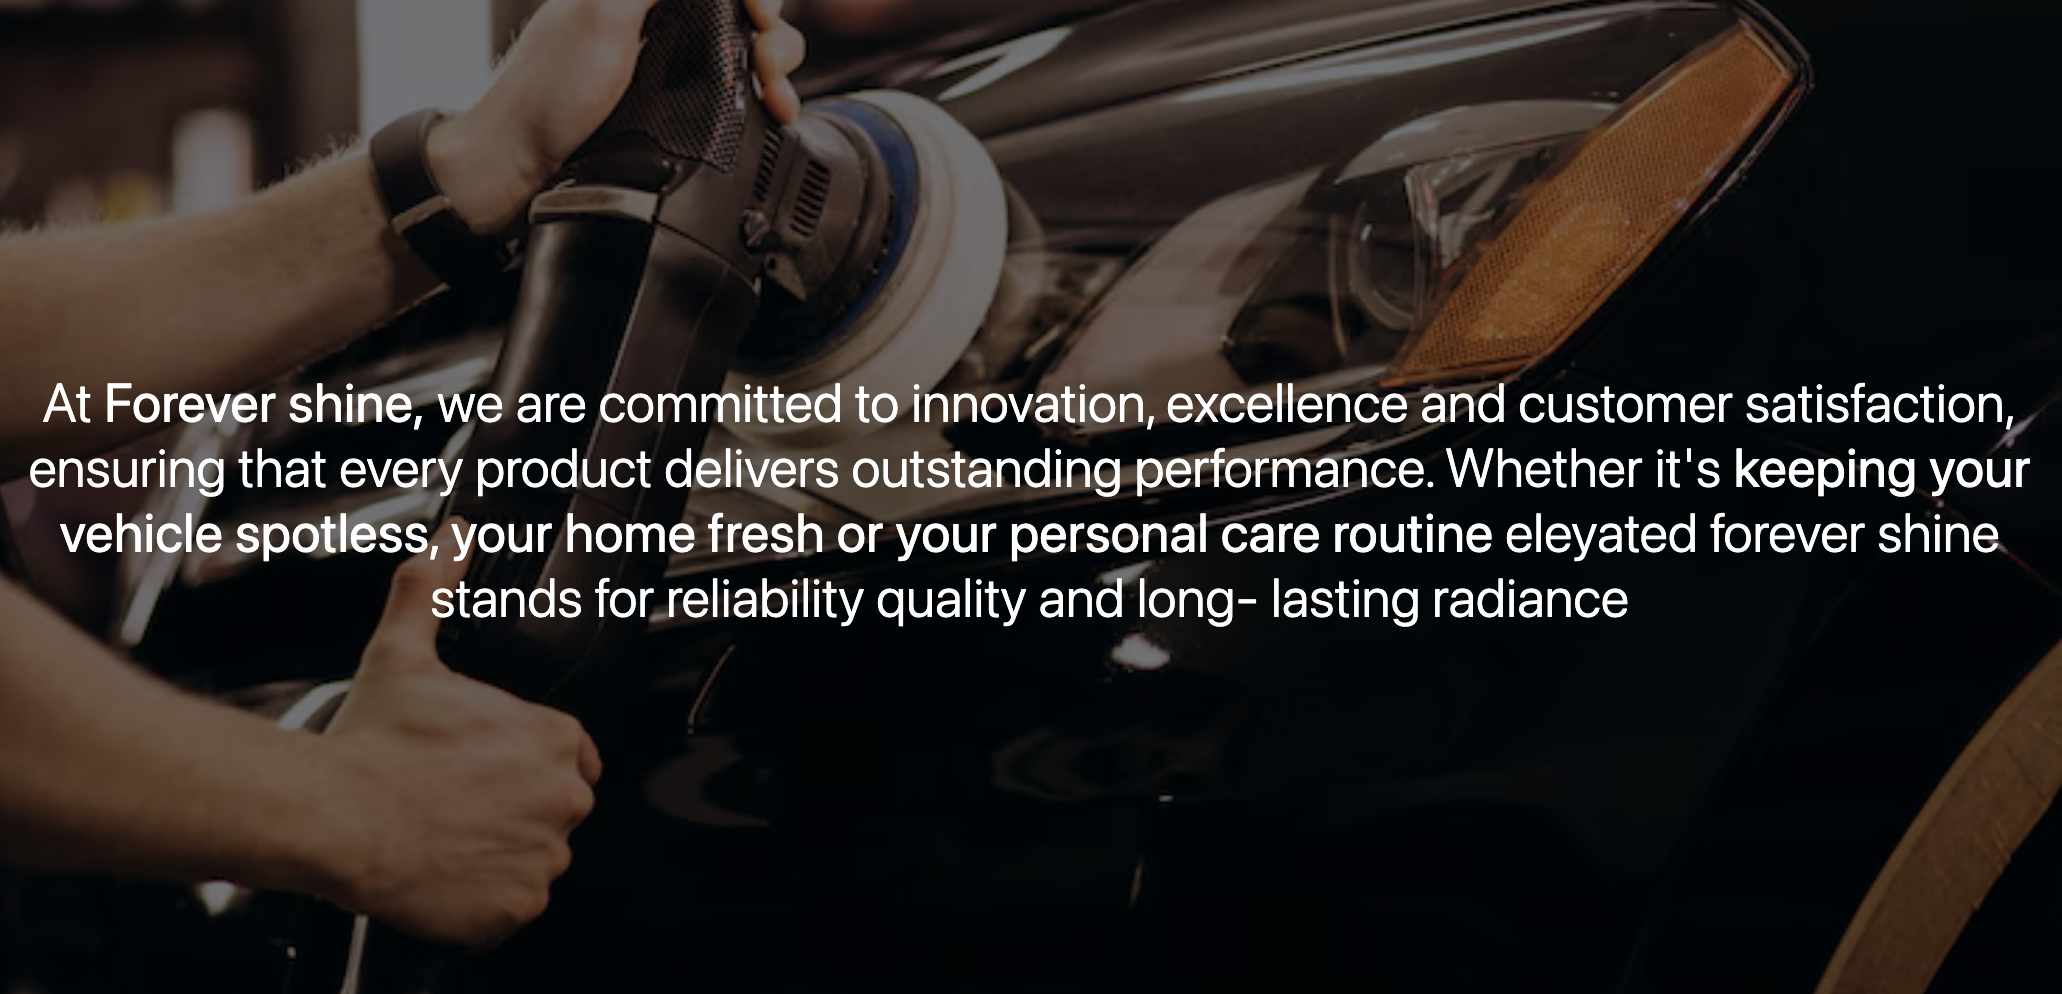 At Forever shine, we are committed to innovation, excellence and customer satisfaction,
ensuring that every product delivers outstanding performance. Whether it's keeping your
vehicle spotless, your home fresh or your personal care routine eleyated forever shine
stands for reliability quality and long- lasting radiance